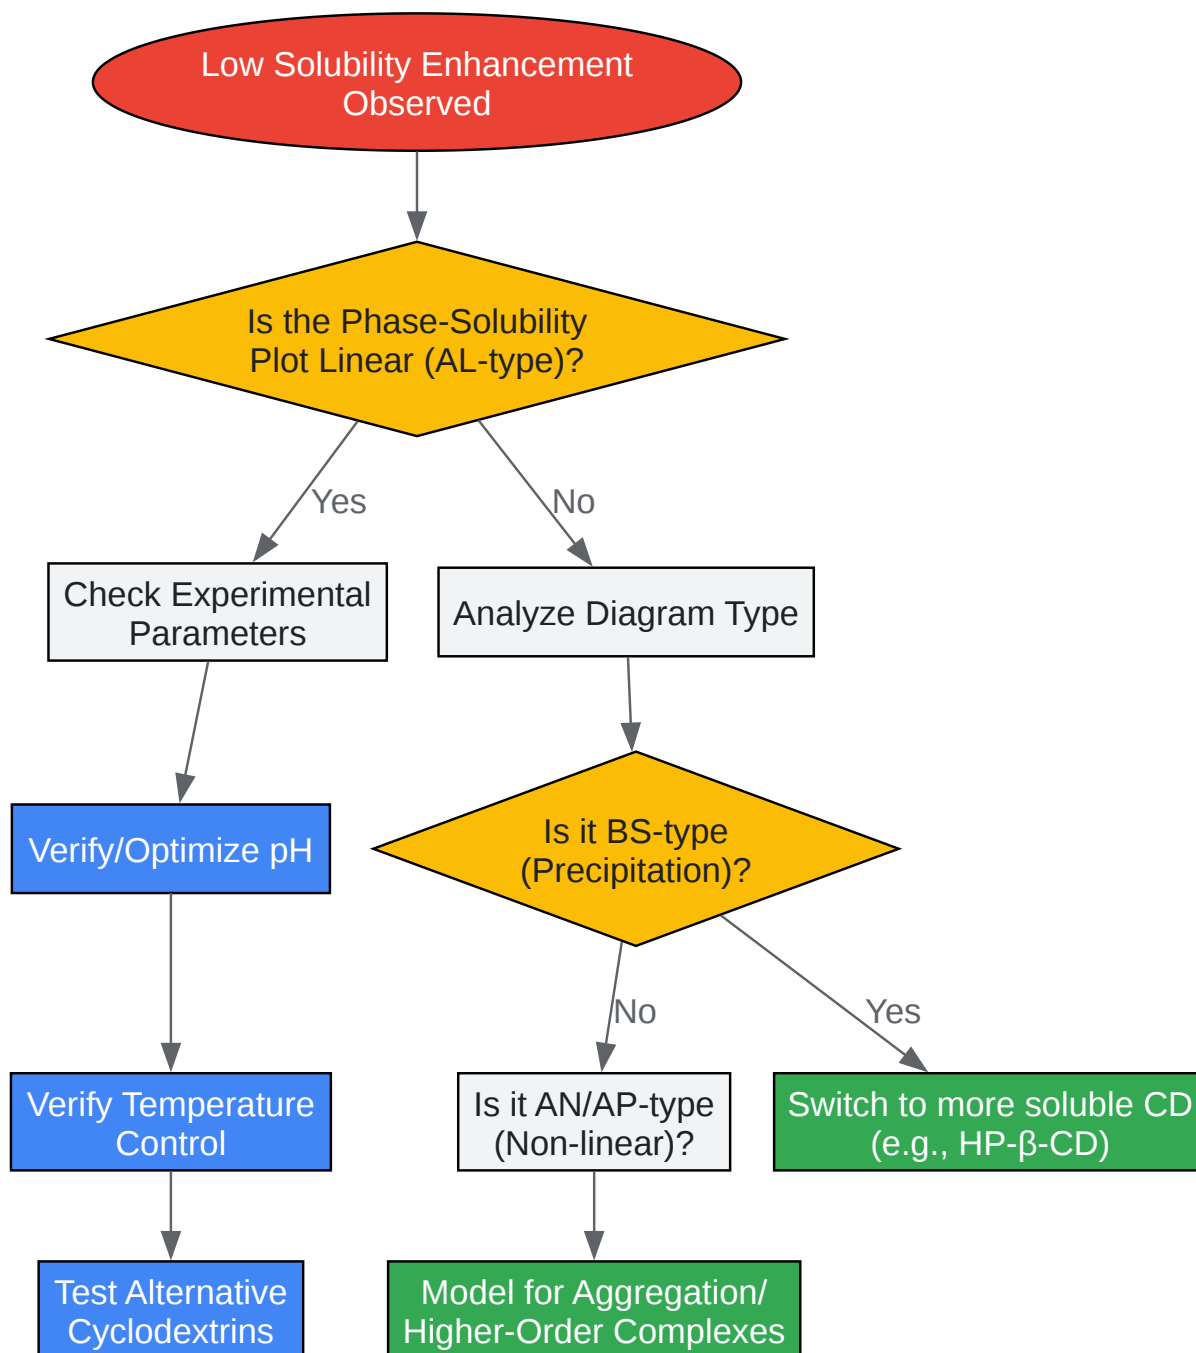 Low Solubility Enhancement
Observed
Is the Phase-Solubility
Plot Linear (AL-type)?
Yes
No
Check Experimental
Parameters
Analyze Diagram Type
Verify/Optimize pH
Is it BS-type
(Precipitation)?
No
Yes
Verify Temperature
Control
Is it AN/AP-type
(Non-linear)?
Switch to more soluble CD
(e.g., HP-β-CD)
Test Alternative
Cyclodextrins
Model for Aggregation/
Higher-Order Complexes